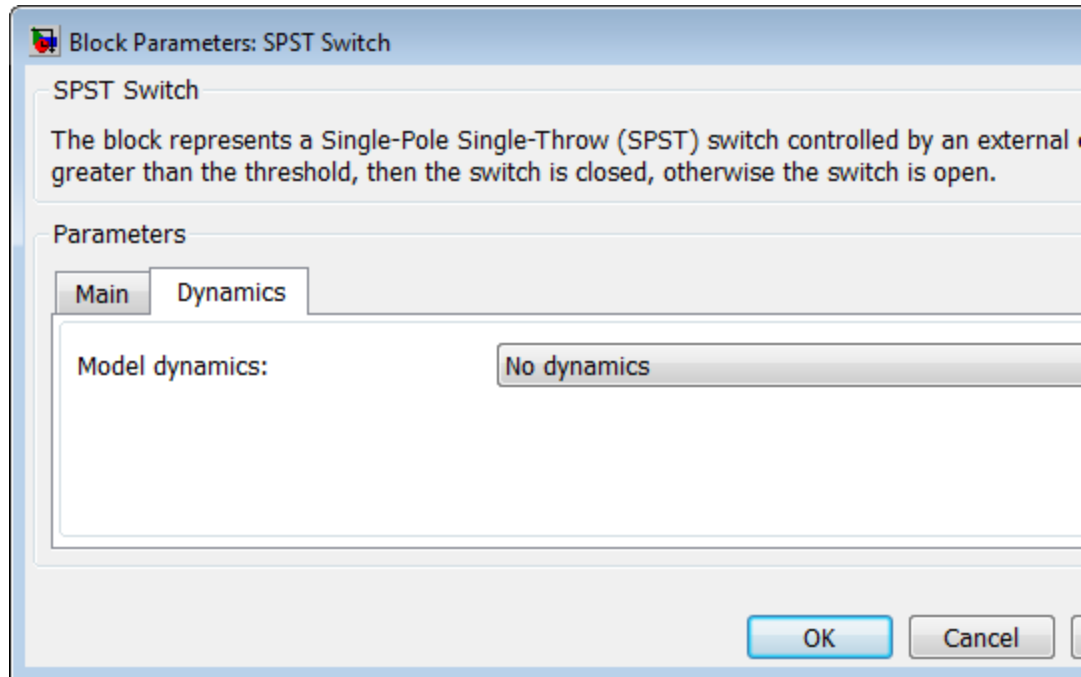 Block Parameters: SPST Switch
SPST Switch
The block represents a Single-Pole Single-Throw (SPST) switch controlled by an external
greater than the threshold, then the switch is closed, otherwise the switch is open.
Parameters
Main Dynamics
Model dynamics: No dynamics
OK Cancel